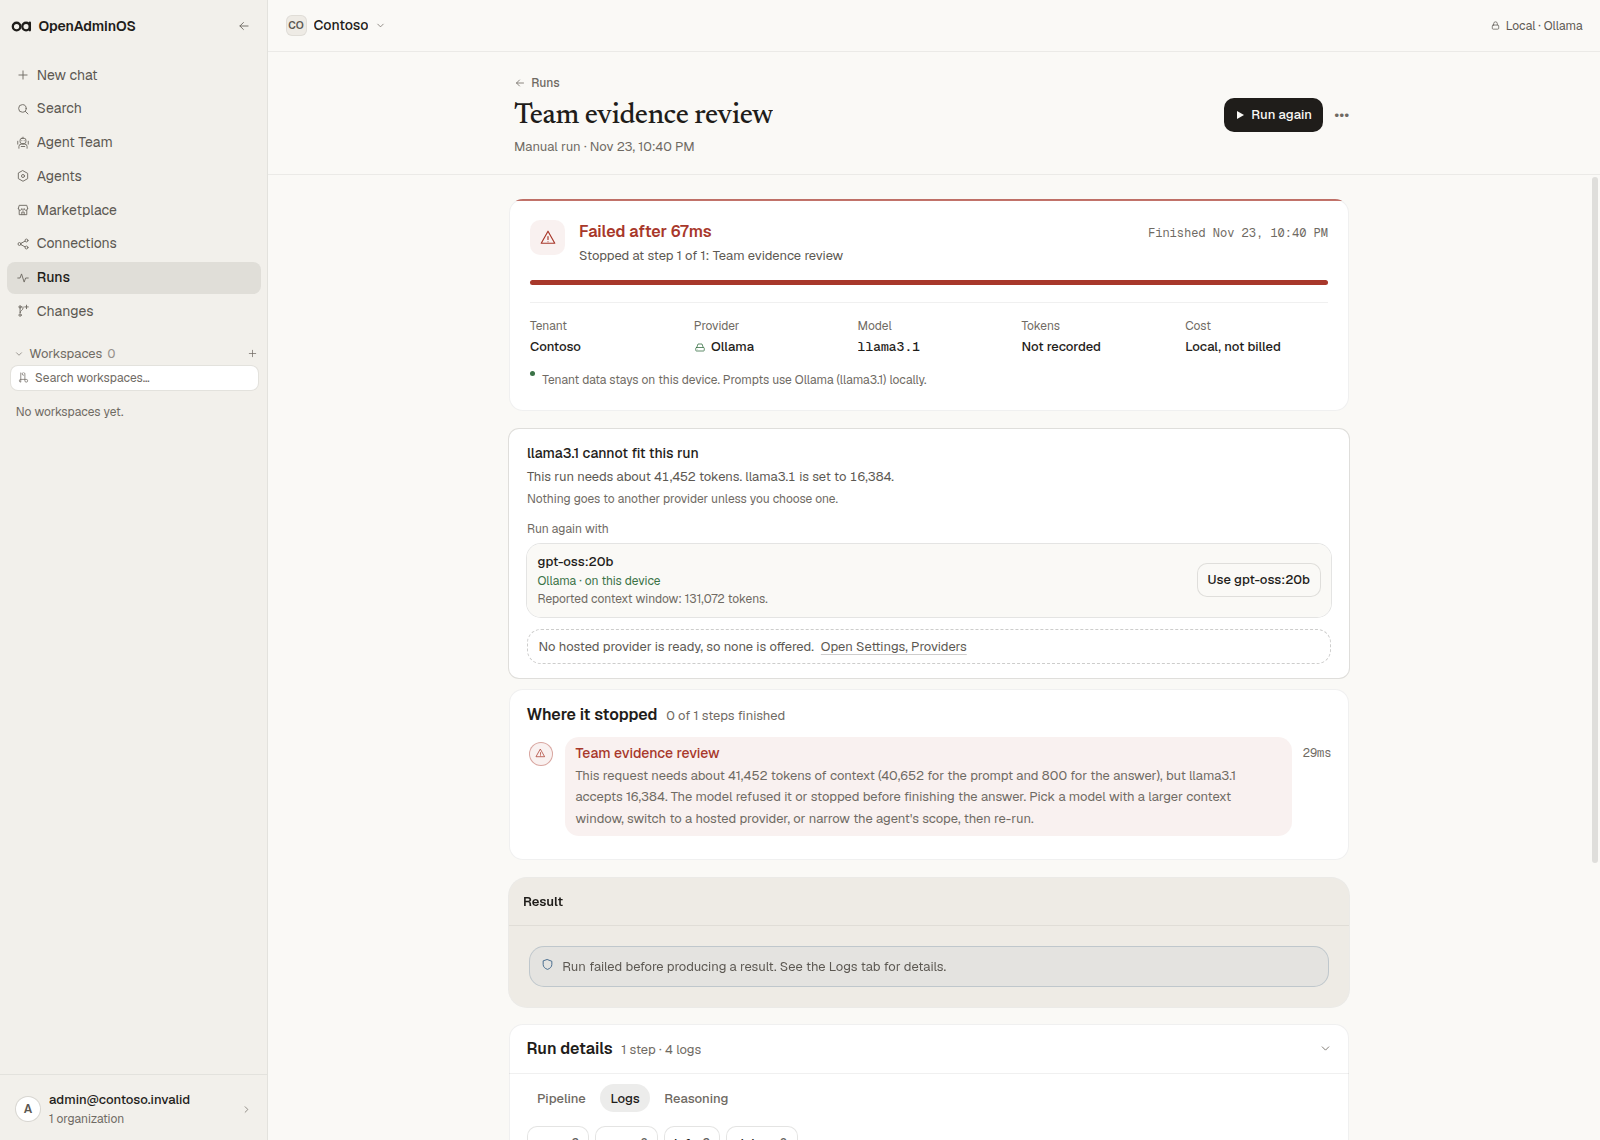 OpenAdminOS
New chat
Search
Agent Team
Agents
Marketplace
Connections
Runs
Changes
Workspaces 0
Search workspaces...
No workspaces yet.
A
admin@contoso.invalid
1 organization
CO
Contoso
Local · Ollama
Runs
Team evidence review
Manual run · Nov 23, 10:40 PM
Run again
Failed after 67ms
Finished Nov 23, 10:40 PM
Stopped at step 1 of 1: Team evidence review
Tenant
Provider
Model
Tokens
Cost
Contoso
Ollama
llama3.1
Not recorded
Local, not billed
Tenant data stays on this device. Prompts use Ollama (llama3.1) locally.
llama3.1 cannot fit this run
This run needs about 41,452 tokens. llama3.1 is set to 16,384.
Nothing goes to another provider unless you choose one.
Run again with
gpt-oss:20b
Ollama · on this device
Reported context window: 131,072 tokens.
Use gpt-oss:20b
No hosted provider is ready, so none is offered. Open Settings, Providers
Where it stopped 0 of 1 steps finished
Team evidence review
29ms
This request needs about 41,452 tokens of context (40,652 for the prompt and 800 for the answer), but llama3.1
accepts 16,384. The model refused it or stopped before finishing the answer. Pick a model with a larger context
window, switch to a hosted provider, or narrow the agent's scope, then re-run.
Result
Run failed before producing a result. See the Logs tab for details.
Run details 1 step · 4 logs
Pipeline
Logs
Reasoning